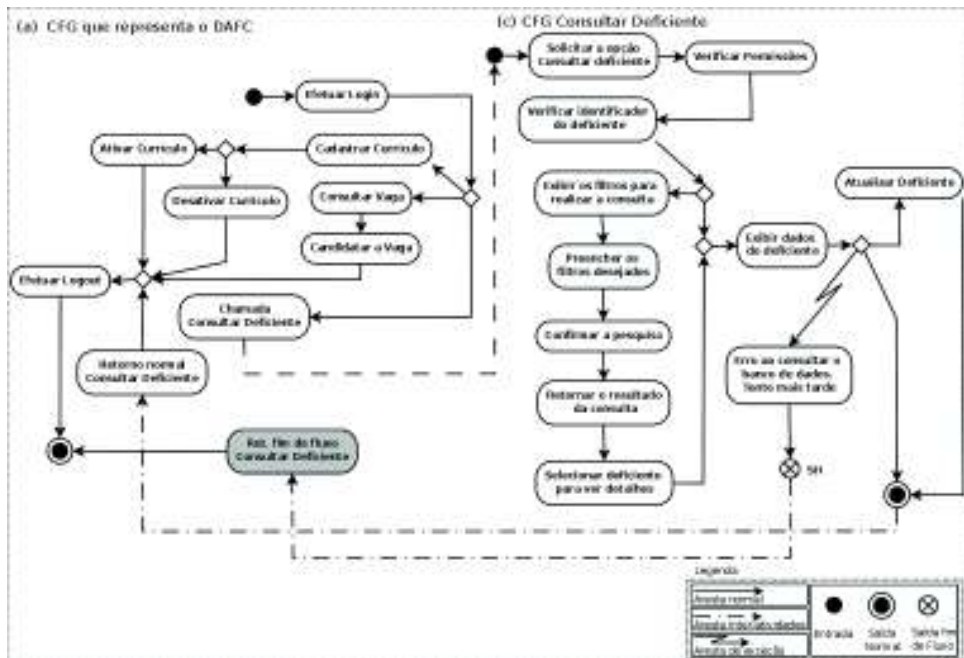 (a) CFG que representa o DAFC
(c) CFG Consultar Deficiente
Solicitar a opção
Consultar deficiente
Verificar Permissões
Efetuar Login
Verificar identificador
do deficiente
Ativar Currículo
Cadastrar Currículo
Exibir os filtros para
realizar a consulta
Atualizar Deficiente
Desativar Currículo
Consultar Vaga
Candidatar a Vaga
Exibir dados
do deficiente
Preencher os
filtros desejados
Efetuar Logout
Chamada
Consultar Deficiente
Confirmar a pesquisa
Retorno normal
Consultar Deficiente
Erro ao consultar o
banco de dados.
Tente mais tarde
Retornar o resultado
da consulta
fim de fluxo
Consultar Deficiente
Selecionar deficiente
para ver detalhes
Legenda
Aresta normal
Aresta de exceção
Entrada
Saída
Normal
Saída fim
de Fluxo